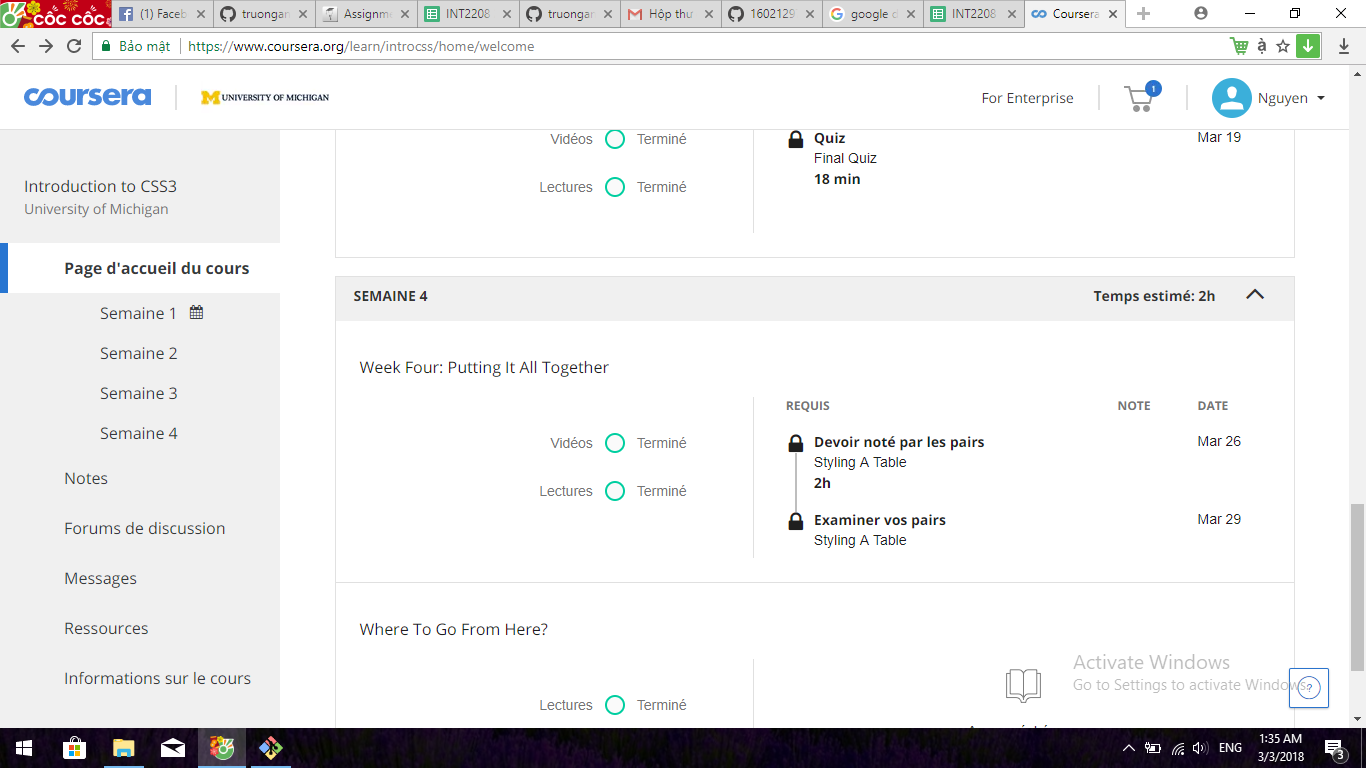 cốc cốc
(1) Faceb
truongan
Assignm
INT2208
truongan
Hộp thư
1602129
google d
INT2208
Coursera
Bảo mật
https://www.coursera.org/learn/introcss/home/welcome
coursera
M UNIVERSITY OF MICHIGAN
For Enterprise
1
Nguyen
Introduction to CSS3
University of Michigan
Page d'accueil du cours
Semaine 1
Semaine 2
Semaine 3
Semaine 4
Notes
Forums de discussion
Messages
Ressources
Informations sur le cours
Vidéos Terminé
Lectures Terminé
Quiz Mar 19
Final Quiz
18 min
SEMAINE 4 Temps estimé: 2h
Week Four: Putting It All Together
Vidéos Terminé
Lectures Terminé
REQUIS NOTE DATE
Devoir noté par les pairs Mar 26
Styling A Table
2h
Examiner vos pairs Mar 29
Styling A Table
Where To Go From Here?
Lectures Terminé
Activate Windows
Go to Settings to activate Windows.
?
ENG
1:35 AM
3/3/2018
3